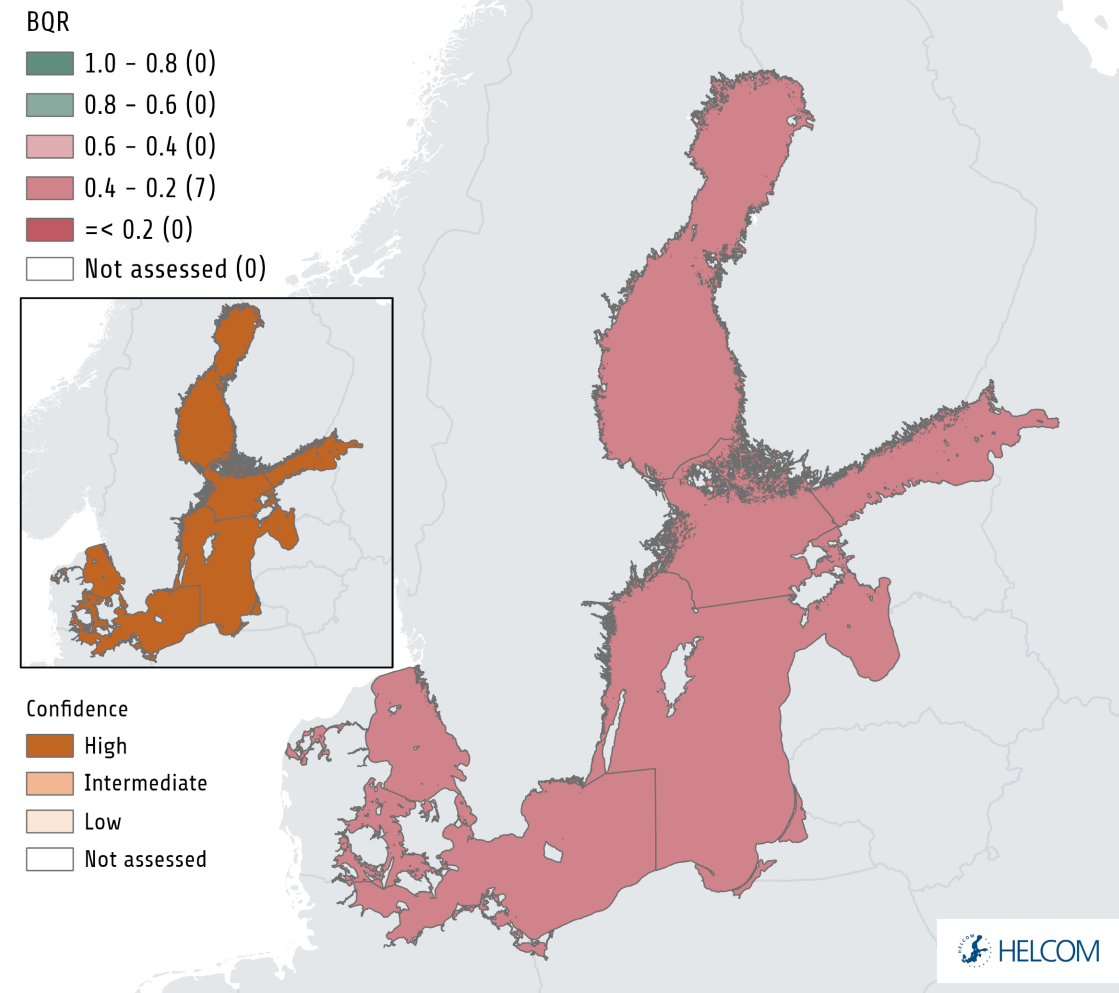 BQR
1.0 - 0.8 (0)
0.8 - 0.6 (0)
0.6 - 0.4 (0)
0.4 - 0.2 (7)
=< 0.2 (0)
Not assessed (0)
Confidence
High
Intermediate
Low
Not assessed
HELCOM
HELCOM